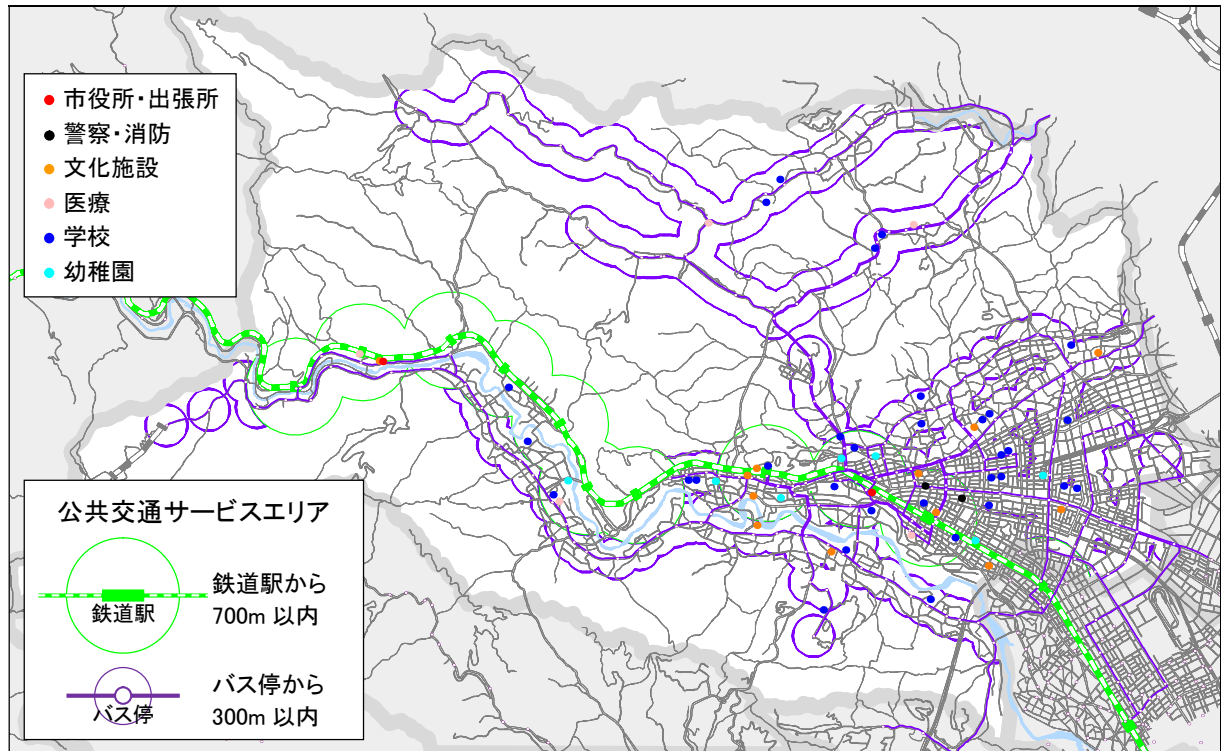 市役所・出張所
警察・消防
文化施設
医療
学校
幼稚園
公共交通サービスエリア
鉄道駅
鉄道駅から
700m 以内
バス停
バス停から
300m 以内